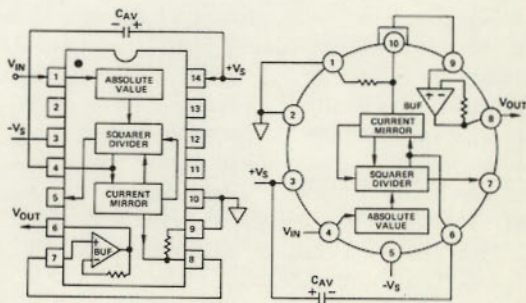 CAV
− +
VIN
1
ABSOLUTE
VALUE
14
+VS
2
13
-VS
3
SQUARER
DIVIDER
12
4
11
5
CURRENT
MIRROR
10
VOUT
6
9
+
BUF
−
7
8
10
1
9
+ −
BUF
2
8
VOUT
CURRENT
MIRROR
+VS
3
SQUARER
DIVIDER
7
VIN
4
ABSOLUTE
VALUE
6
5
-VS
CAV
+ −